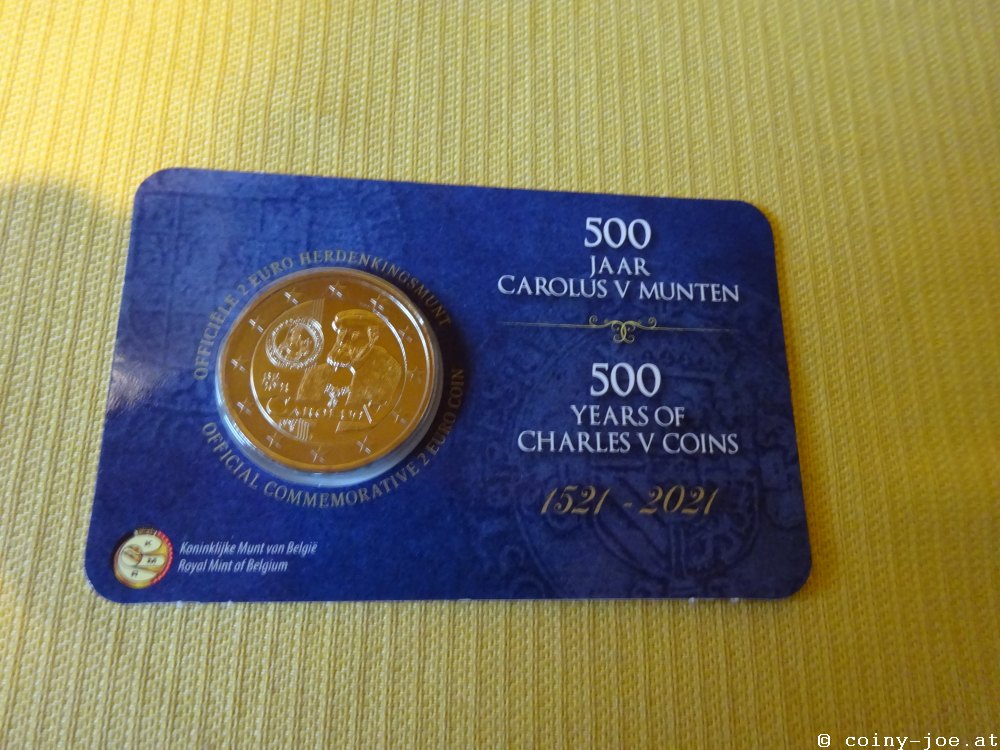 OFFICIËLE 2 EURO HERDENKINGSMUNT
OFFICIAL COMMEMORATIVE 2 EURO COIN
CAROLUS V
500
JAAR
CAROLUS V MUNTEN
500
YEARS OF
CHARLES V COINS
1521 - 2021
Koninklijke Munt van België
Royal Mint of Belgium
© coiny-joe.at